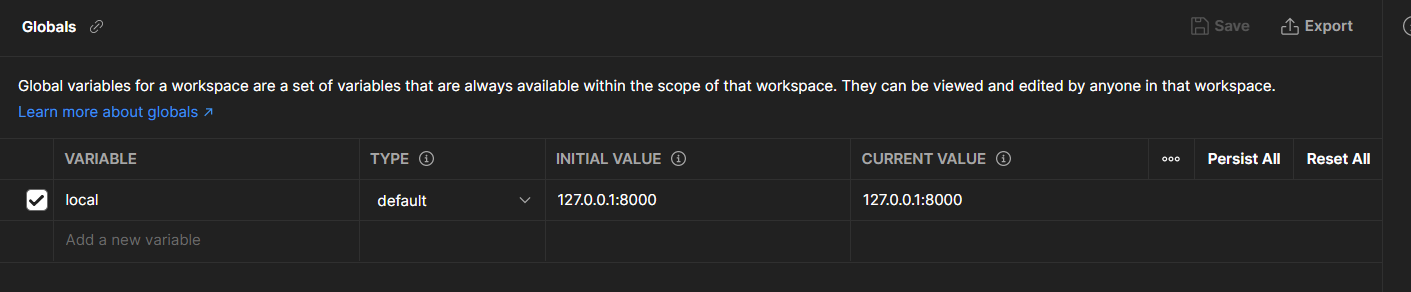 Globals
Save
Export
Global variables for a workspace are a set of variables that are always available within the scope of that workspace. They can be viewed and edited by anyone in that workspace.
Learn more about globals ↗
VARIABLE TYPE INITIAL VALUE CURRENT VALUE Persist All Reset All
local default 127.0.0.1:8000 127.0.0.1:8000
Add a new variable